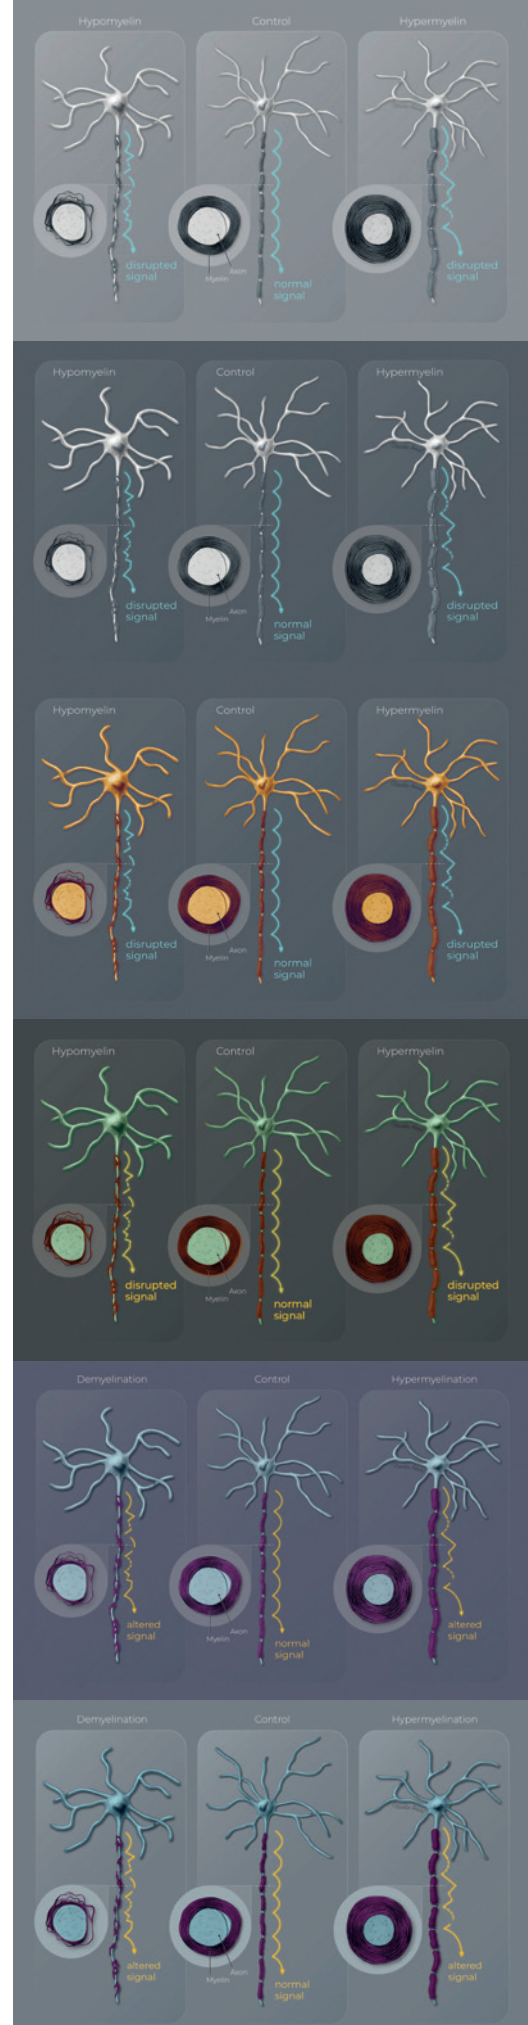 Hypomyelin
Control
Hypermyelin
Axon
Myelin
disrupted
signal
normal
signal
disrupted
signal
Hypomyelin
Control
Hypermyelin
Axon
Myelin
disrupted
signal
normal
signal
disrupted
signal
Hypomyelin
Control
Hypermyelin
Axon
Myelin
disrupted
signal
normal
signal
disrupted
signal
Hypomyelin
Control
Hypermyelin
Axon
Myelin
disrupted
signal
normal
signal
disrupted
signal
Demyelination
Control
Hypermyelination
Axon
Myelin
altered
signal
normal
signal
altered
signal
Demyelination
Control
Hypermyelination
Axon
Myelin
altered
signal
normal
signal
altered
signal